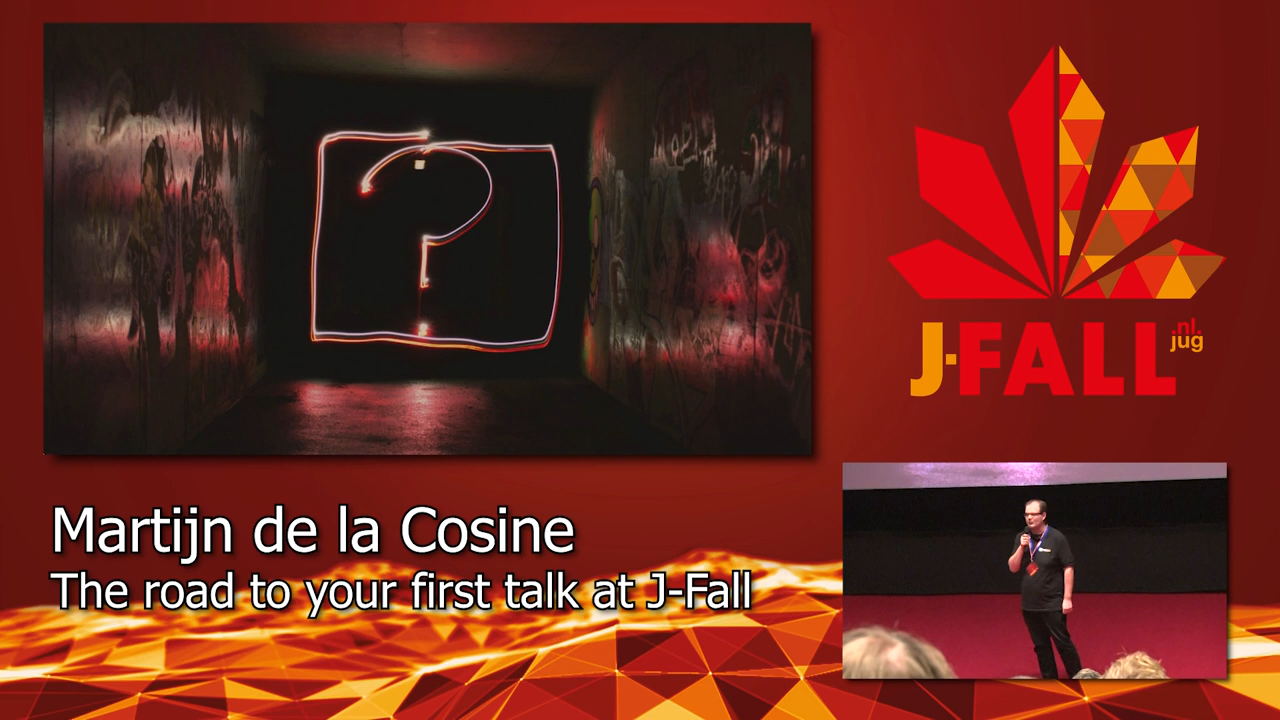 ?
J-FALL
.nl.
jug
Martijn de la Cosine
The road to your first talk at J-Fall